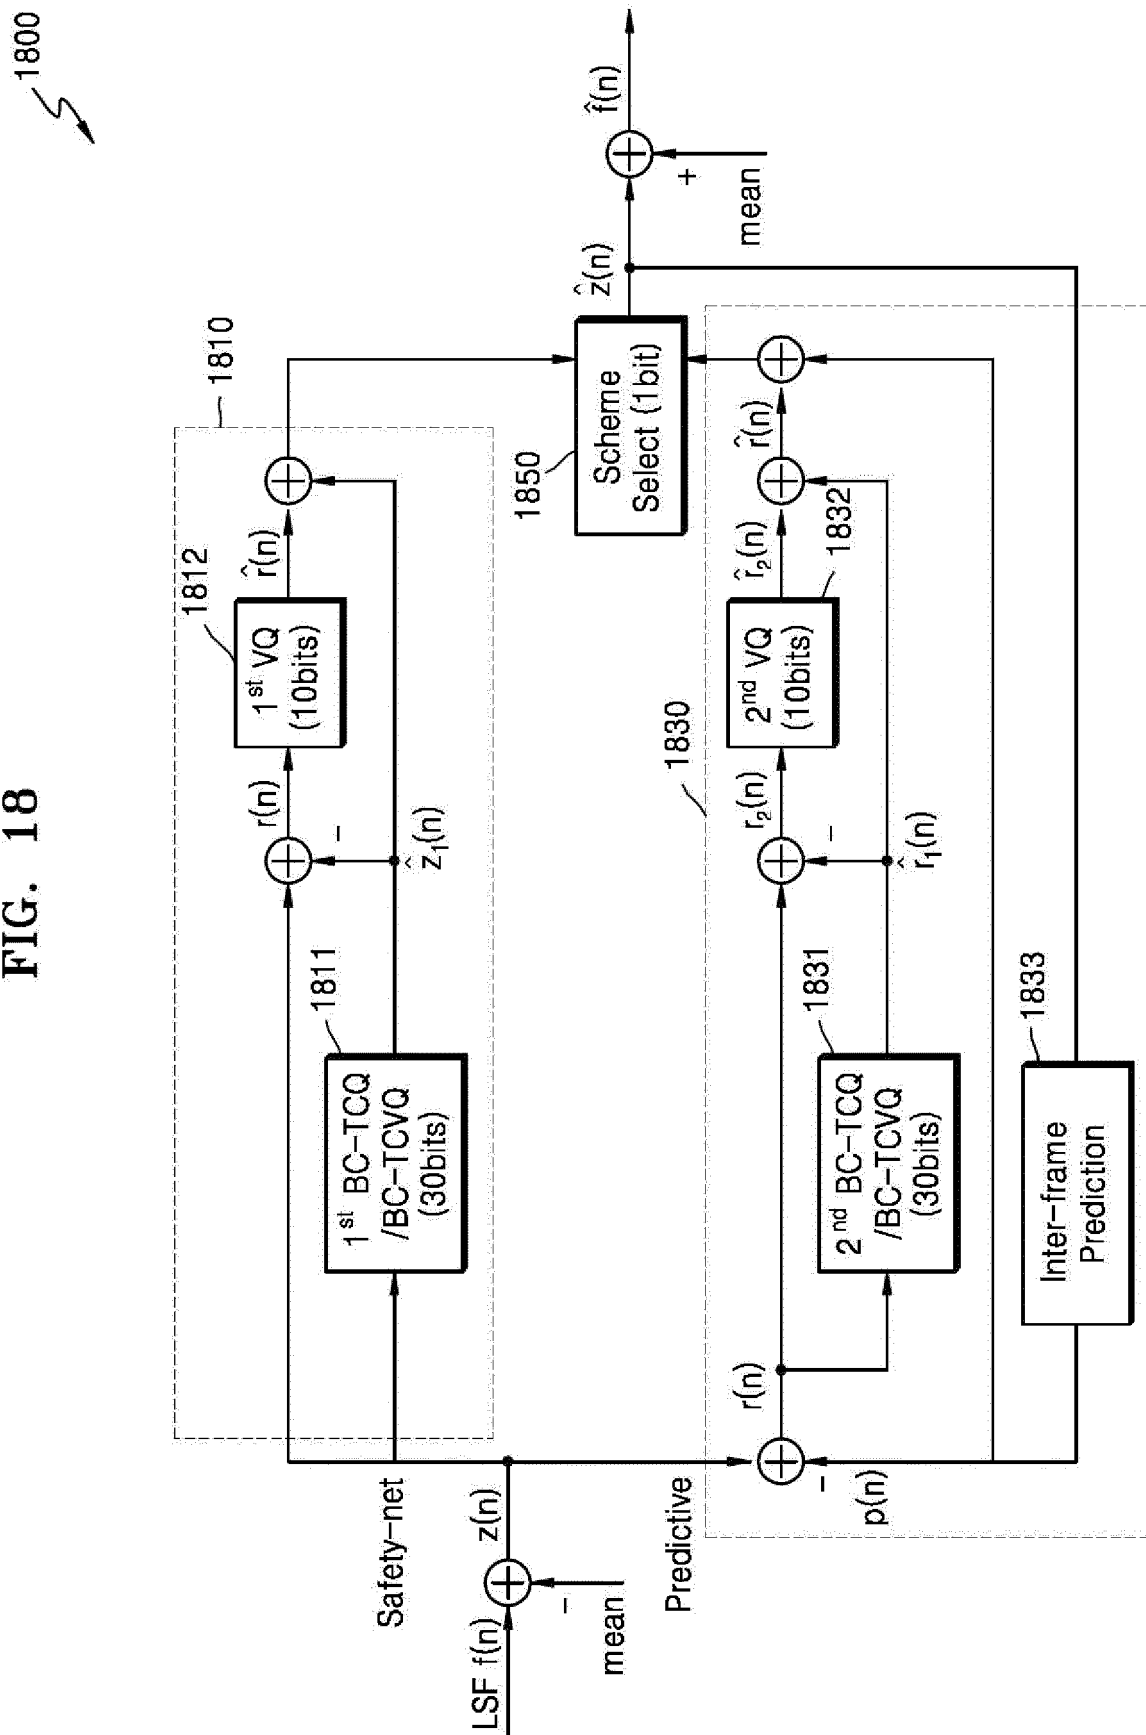 FIG. 18
1800
1810
1812
1st VQ
(10bits)
r(n)
r̂(n)
-
ẑ1(n)
1811
1st BC-TCQ
/BC-TCVQ
(30bits)
Safety-net
LSF f(n)
z(n)
-
mean
Predictive
1850
Scheme
Select (1bit)
ẑ(n)
f̂(n)
+
mean
1830
r(n)
r2(n)
2nd VQ
(10bits)
r̂2(n)
r̂(n)
1832
-
r̂1(n)
1831
2nd BC-TCQ
/BC-TCVQ
(30bits)
-
p(n)
1833
Inter-frame
Prediction